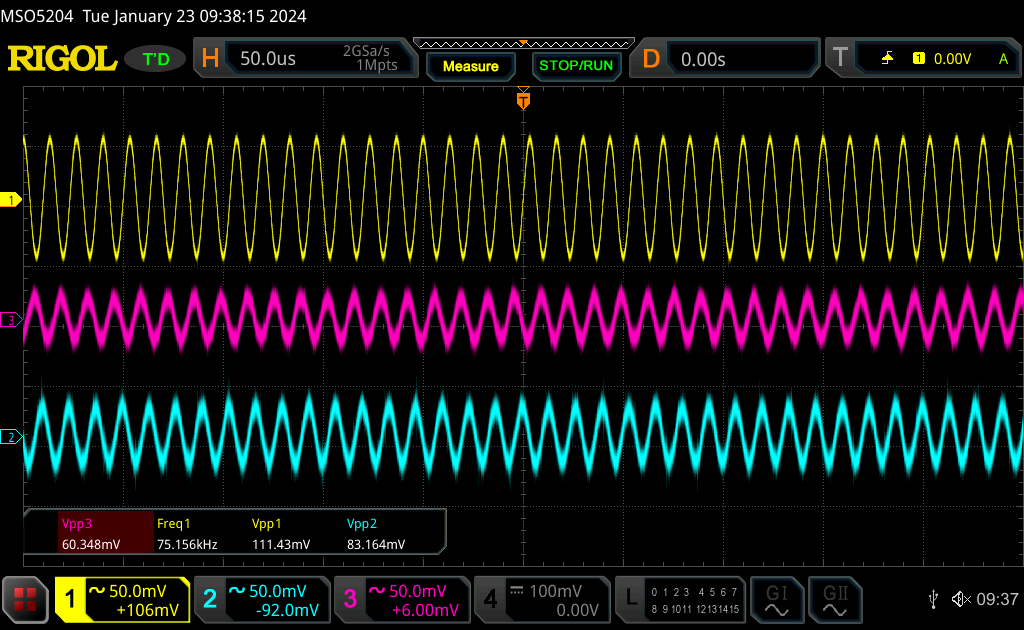 MSO5204 Tue January 23 09:38:15 2024
RIGOL T'D H 50.0us 2GSa/s 1Mpts Measure STOP/RUN D 0.00s T 1 0.00V A
T
1
3
2
Vpp3 Freq1 Vpp1 Vpp2
60.348mV 75.156kHz 111.43mV 83.164mV
1 50.0mV +106mV 2 50.0mV -92.0mV 3 50.0mV +6.00mV 4 100mV 0.00V L 0 1 2 3 4 5 6 7 8 9 10 11 12 13 14 15 GI GII 09:37